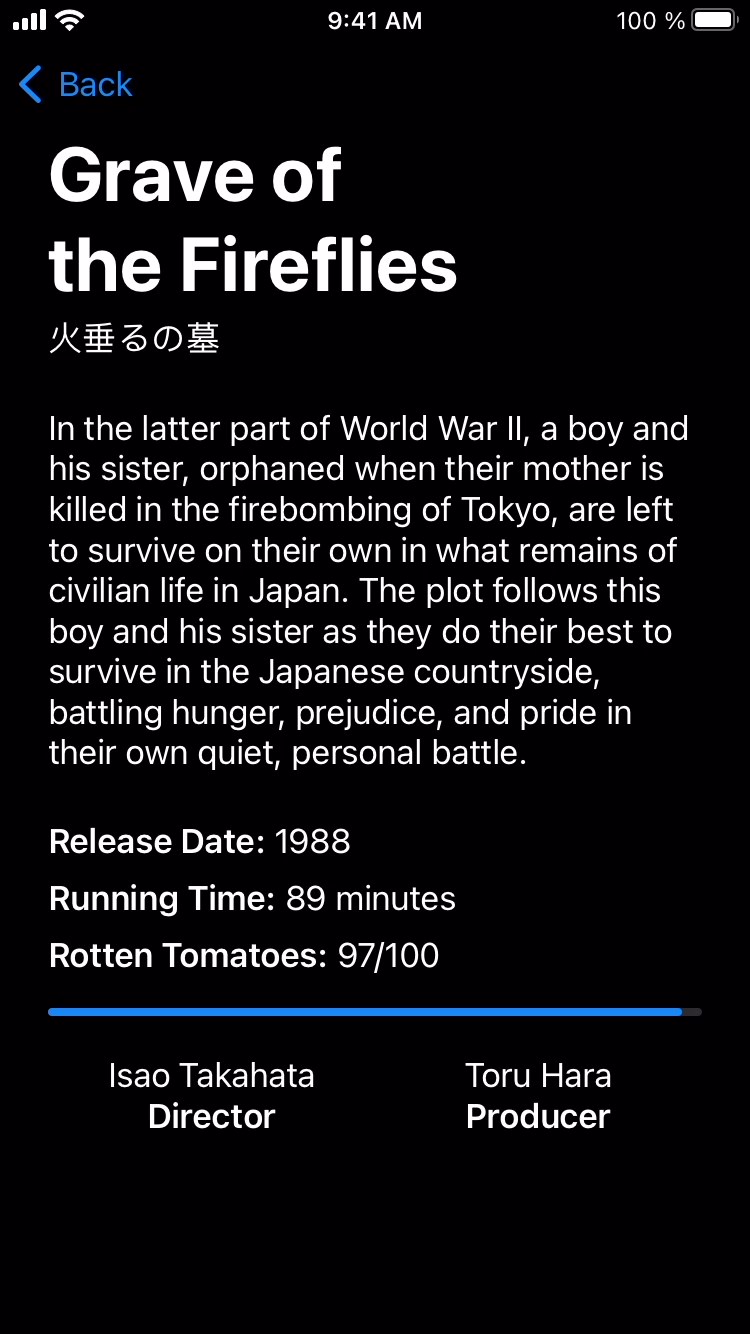 9:41 AM
100 %
Back
Grave of
the Fireflies
火垂るの墓
In the latter part of World War II, a boy and
his sister, orphaned when their mother is
killed in the firebombing of Tokyo, are left
to survive on their own in what remains of
civilian life in Japan. The plot follows this
boy and his sister as they do their best to
survive in the Japanese countryside,
battling hunger, prejudice, and pride in
their own quiet, personal battle.
Release Date: 1988
Running Time: 89 minutes
Rotten Tomatoes: 97/100
Isao Takahata
Director
Toru Hara
Producer